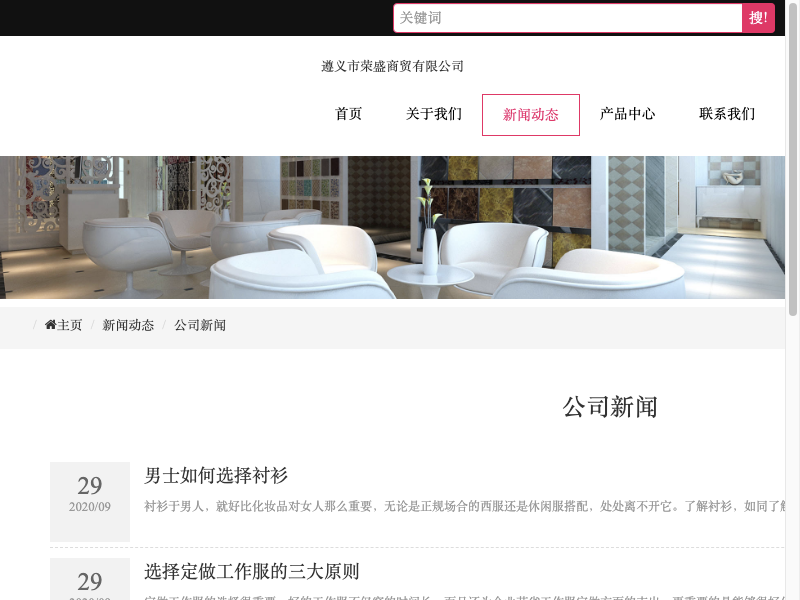 关键词 搜!
遵义市荣盛商贸有限公司
首页 关于我们 新闻动态 产品中心 联系我们
/ 主页 / 新闻动态 / 公司新闻
公司新闻
29
2020/09
男士如何选择衬衫
衬衫于男人，就好比化妆品对女人那么重要，无论是正规场合的西服还是休闲服搭配，处处离不开它。了解衬衫，如同了
29
选择定做工作服的三大原则